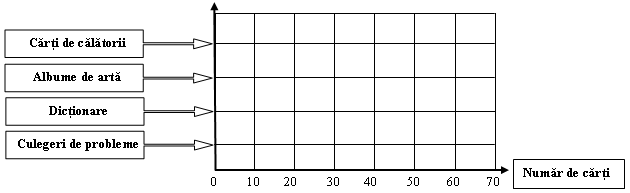 Cărți de călătorii
Albume de artă
Dicționare
Culegeri de probleme
0 10 20 30 40 50 60 70
Număr de cărți